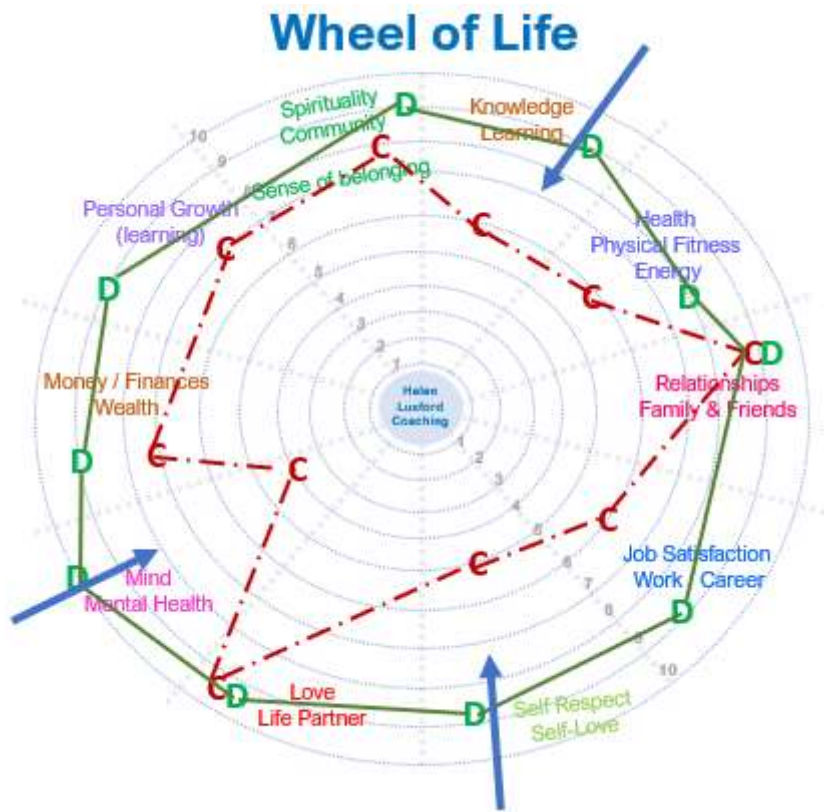 Wheel of Life
Spirituality
Community
Sense of belonging
Knowledge
Learning
Personal Growth
(learning)
Health
Physical Fitness
Energy
Money / Finances
Wealth
Helen
Luxford
Coaching
Relationships
Family & Friends
Mind
Mental Health
Job Satisfaction
Work Career
Love
Life Partner
Self Respect
Self-Love
10
9
6
5
4
3
2
1
1
2
3
4
5
6
7
8
9
10
D
D
D
D
D
D
D
D
D
D
C
C
C
C
C
C
C
C
C
C